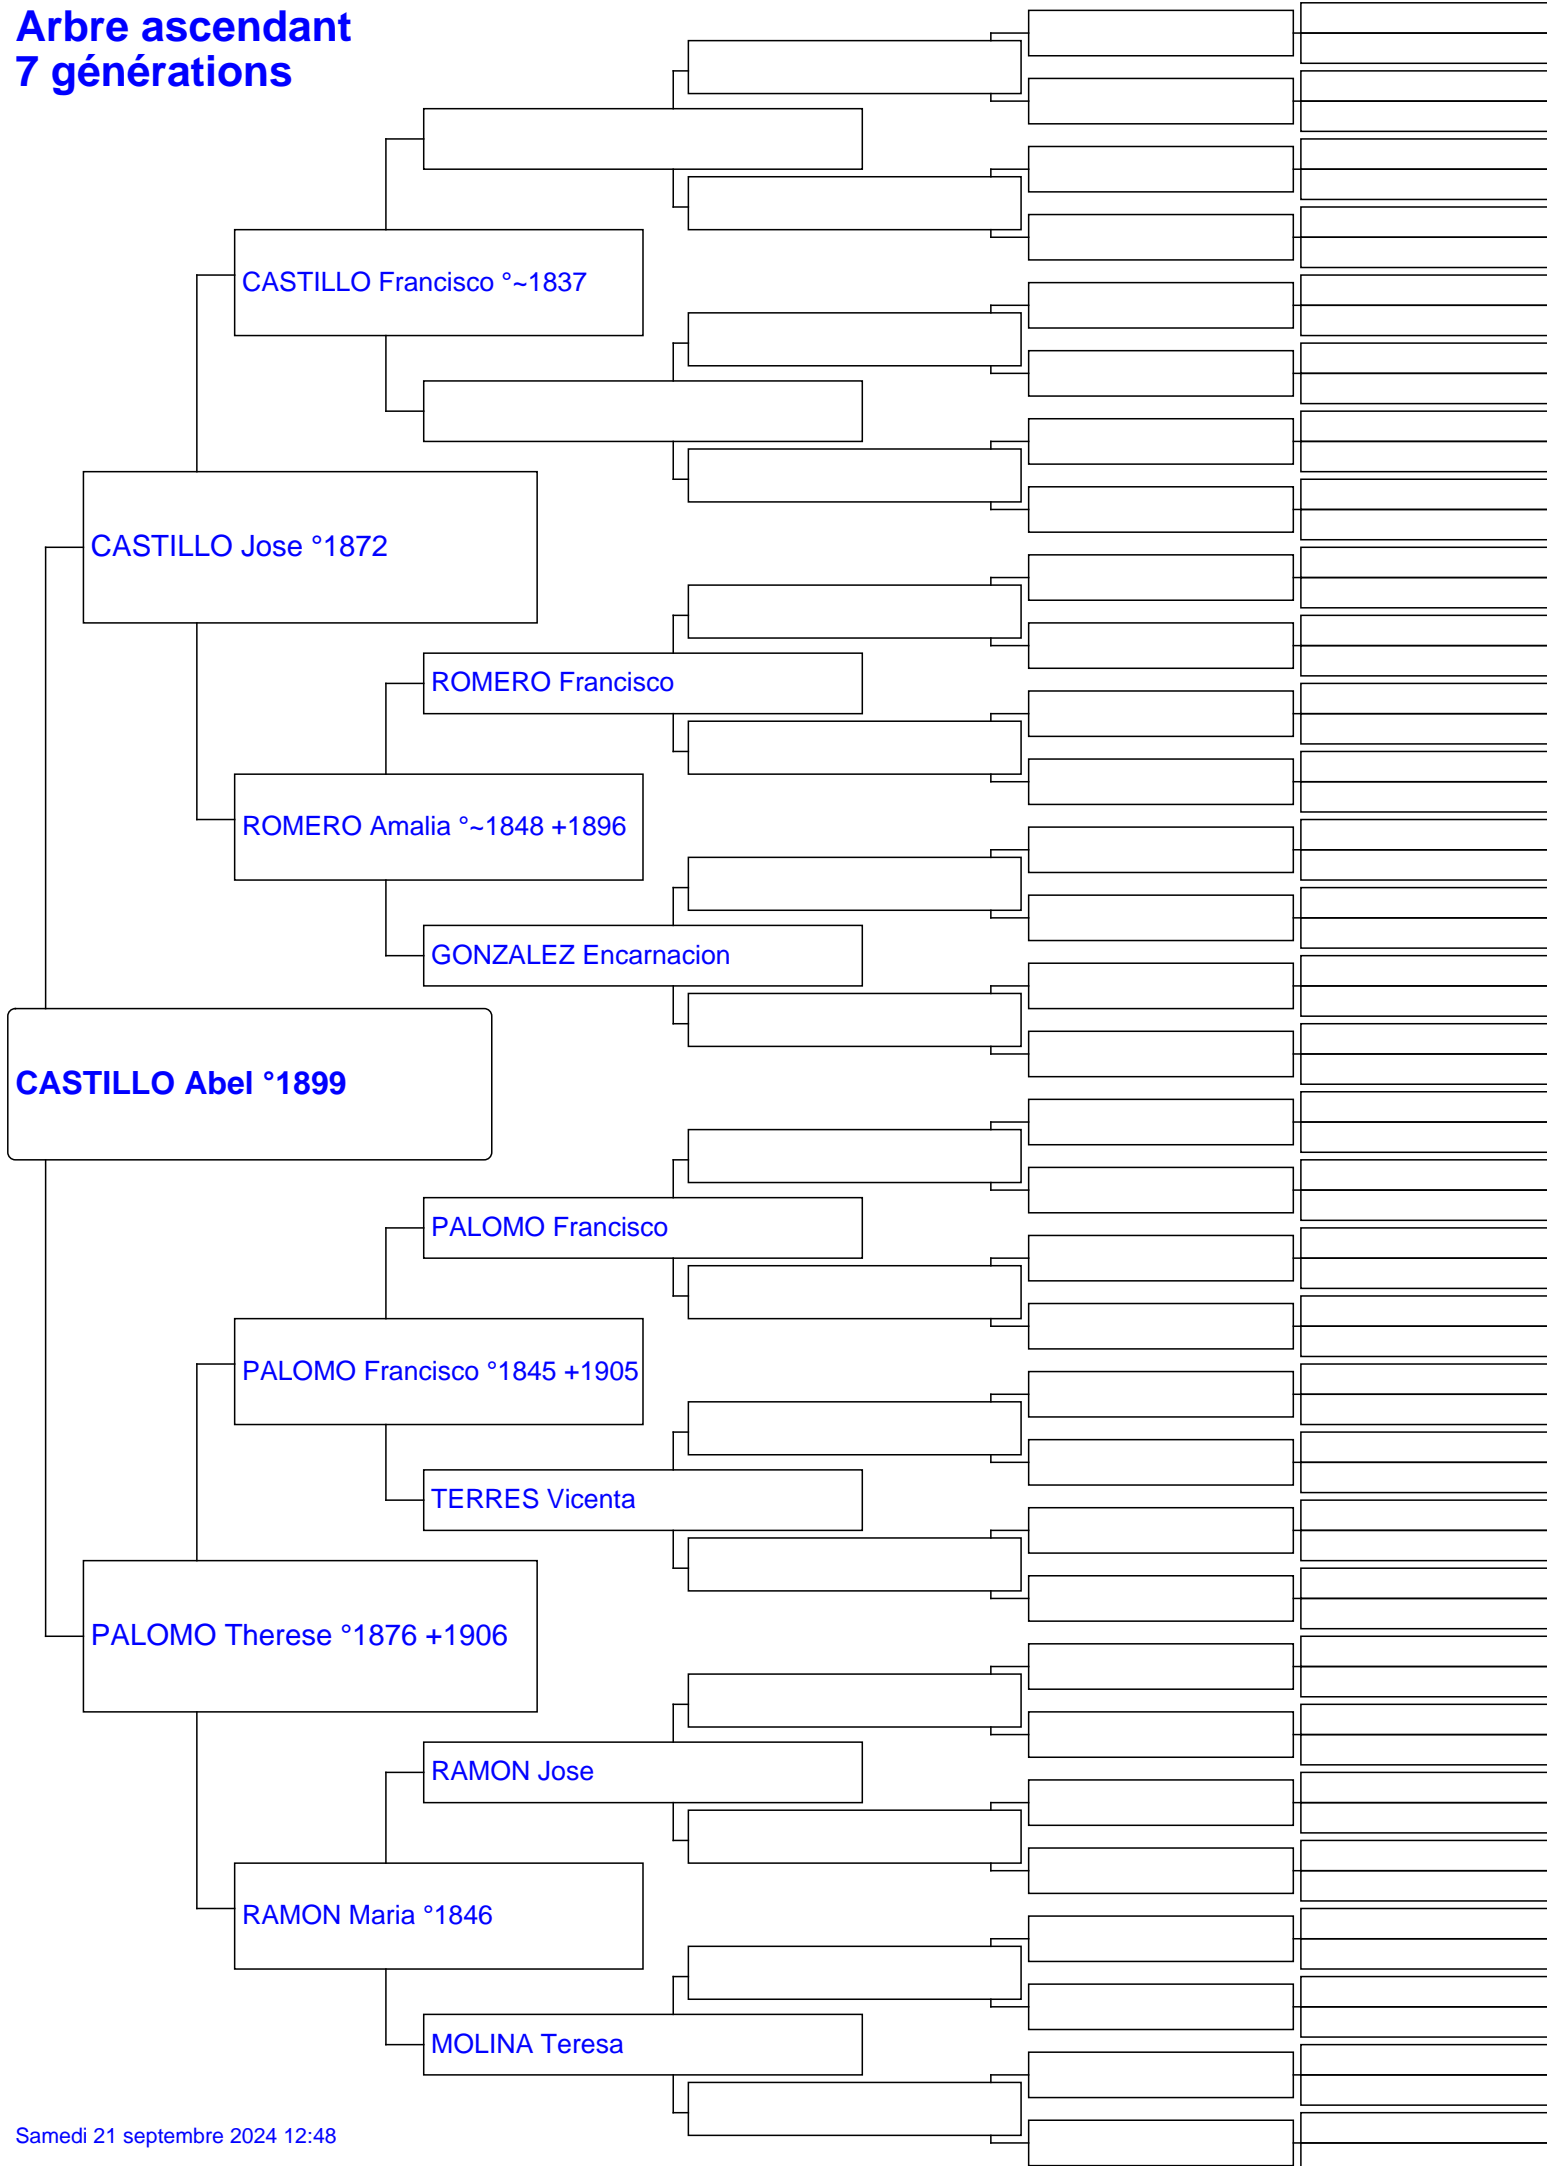 Arbre ascendant
7 générations
CASTILLO Francisco °~1837
CASTILLO Jose °1872
ROMERO Francisco
ROMERO Amalia °~1848 +1896
GONZALEZ Encarnacion
CASTILLO Abel °1899
PALOMO Francisco
PALOMO Francisco °1845 +1905
TERRES Vicenta
PALOMO Therese °1876 +1906
RAMON Jose
RAMON Maria °1846
MOLINA Teresa
Samedi 21 septembre 2024 12:48